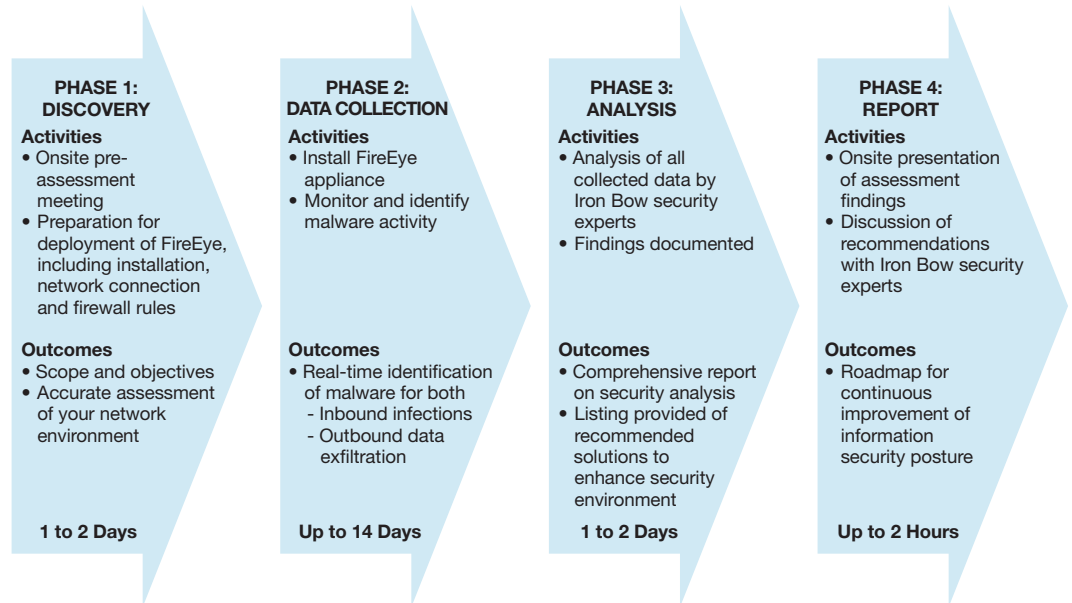 PHASE 1:
DISCOVERY
Activities
• Onsite pre-
assessment
meeting
• Preparation for
deployment of FireEye,
including installation,
network connection
and firewall rules
Outcomes
• Scope and objectives
• Accurate assessment
of your network
environment
1 to 2 Days
PHASE 2:
DATA COLLECTION
Activities
• Install FireEye
appliance
• Monitor and identify
malware activity
Outcomes
• Real-time identification
of malware for both
- Inbound infections
- Outbound data
exfiltration
Up to 14 Days
PHASE 3:
ANALYSIS
Activities
• Analysis of all
collected data by
Iron Bow security
experts
• Findings documented
Outcomes
• Comprehensive report
on security analysis
• Listing provided of
recommended
solutions to
enhance security
environment
1 to 2 Days
PHASE 4:
REPORT
Activities
• Onsite presentation
of assessment
findings
• Discussion of
recommendations
with Iron Bow security
experts
Outcomes
• Roadmap for
continuous
improvement of
information
security posture
Up to 2 Hours